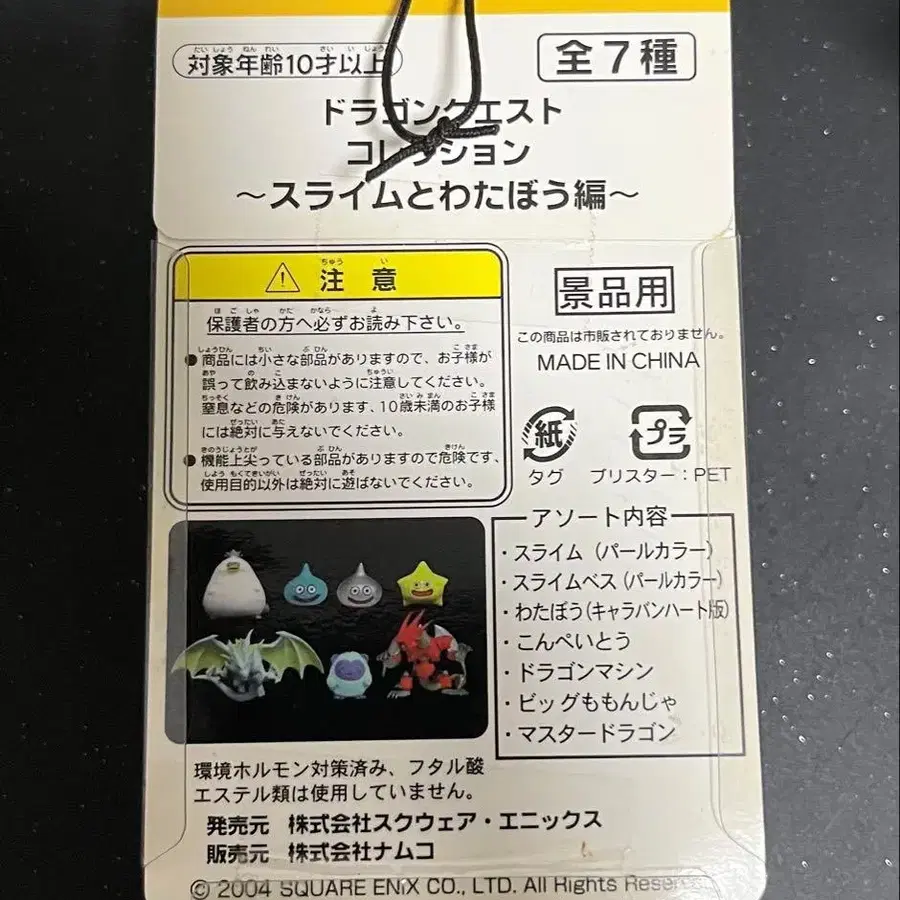 対象年齢10才以上
全7種
ドラゴンクエスト
コレクション
～スライムとわたぼう編～
注意
保護者の方へ必ずお読み下さい。
●商品には小さな部品がありますので、お子様が
誤って飲み込まないように注意してください。
窒息などの危険があります、10歳未満のお子様
には絶対に与えないでください。
●機能上尖っている部品がありますので危険です、
使用目的以外は絶対に遊ばないでください。
景品用
この商品は市販されておりません。
MADE IN CHINA
紙
タグ
プラ
ブリスター：PET
アソート内容
・スライム（パールカラー）
・スライムベス（パールカラー）
・わたぼう（キャラバンハート版）
・こんぺいとう
・ドラゴンマシン
・ビッグももんじゃ
・マスタードラゴン
環境ホルモン対策済み、フタル酸
エステル類は使用していません。
発売元 株式会社スクウェア・エニックス
販売元 株式会社ナムコ
© 2004 SQUARE ENIX CO., LTD. All Rights